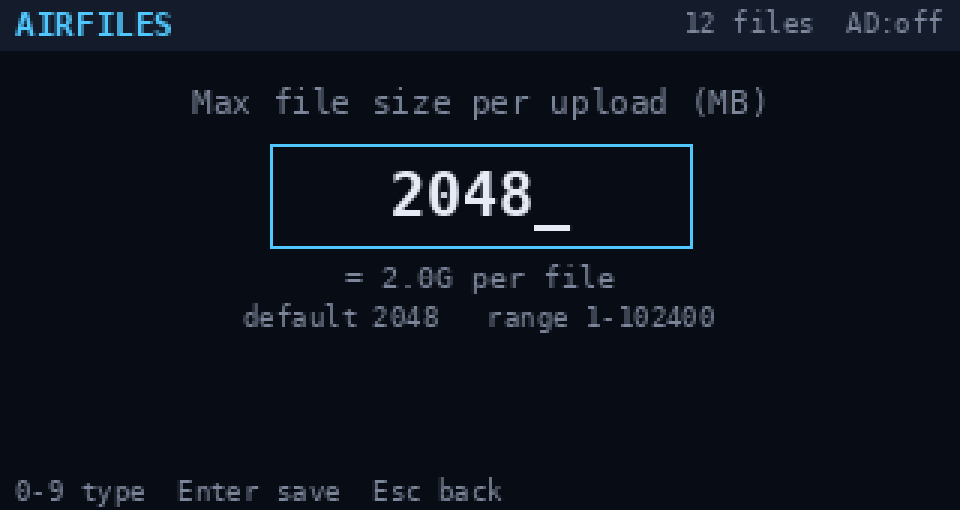 AIRFILES 12 files AD:off
Max file size per upload (MB)
2048_
= 2.0G per file
default 2048 range 1-102400
0-9 type Enter save Esc back